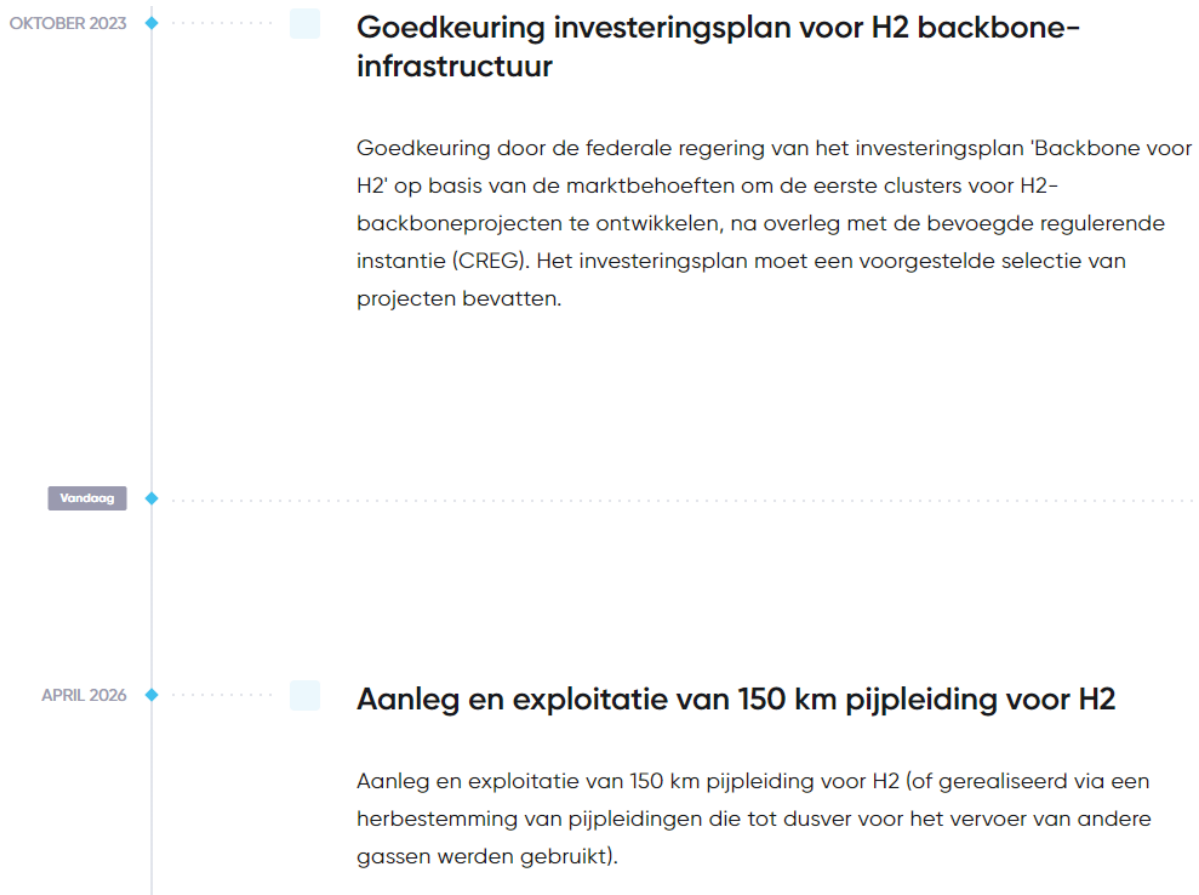 OKTOBER 2023
Goedkeuring investeringsplan voor H2 backbone-
infrastructuur
Goedkeuring door de federale regering van het investeringsplan 'Backbone voor
H2' op basis van de marktbehoeften om de eerste clusters voor H2-
backboneprojecten te ontwikkelen, na overleg met de bevoegde regulerende
instantie (CREG). Het investeringsplan moet een voorgestelde selectie van
projecten bevatten.
Vandaag
APRIL 2026
Aanleg en exploitatie van 150 km pijpleiding voor H2
Aanleg en exploitatie van 150 km pijpleiding voor H2 (of gerealiseerd via een
herbestemming van pijpleidingen die tot dusver voor het vervoer van andere
gassen werden gebruikt).